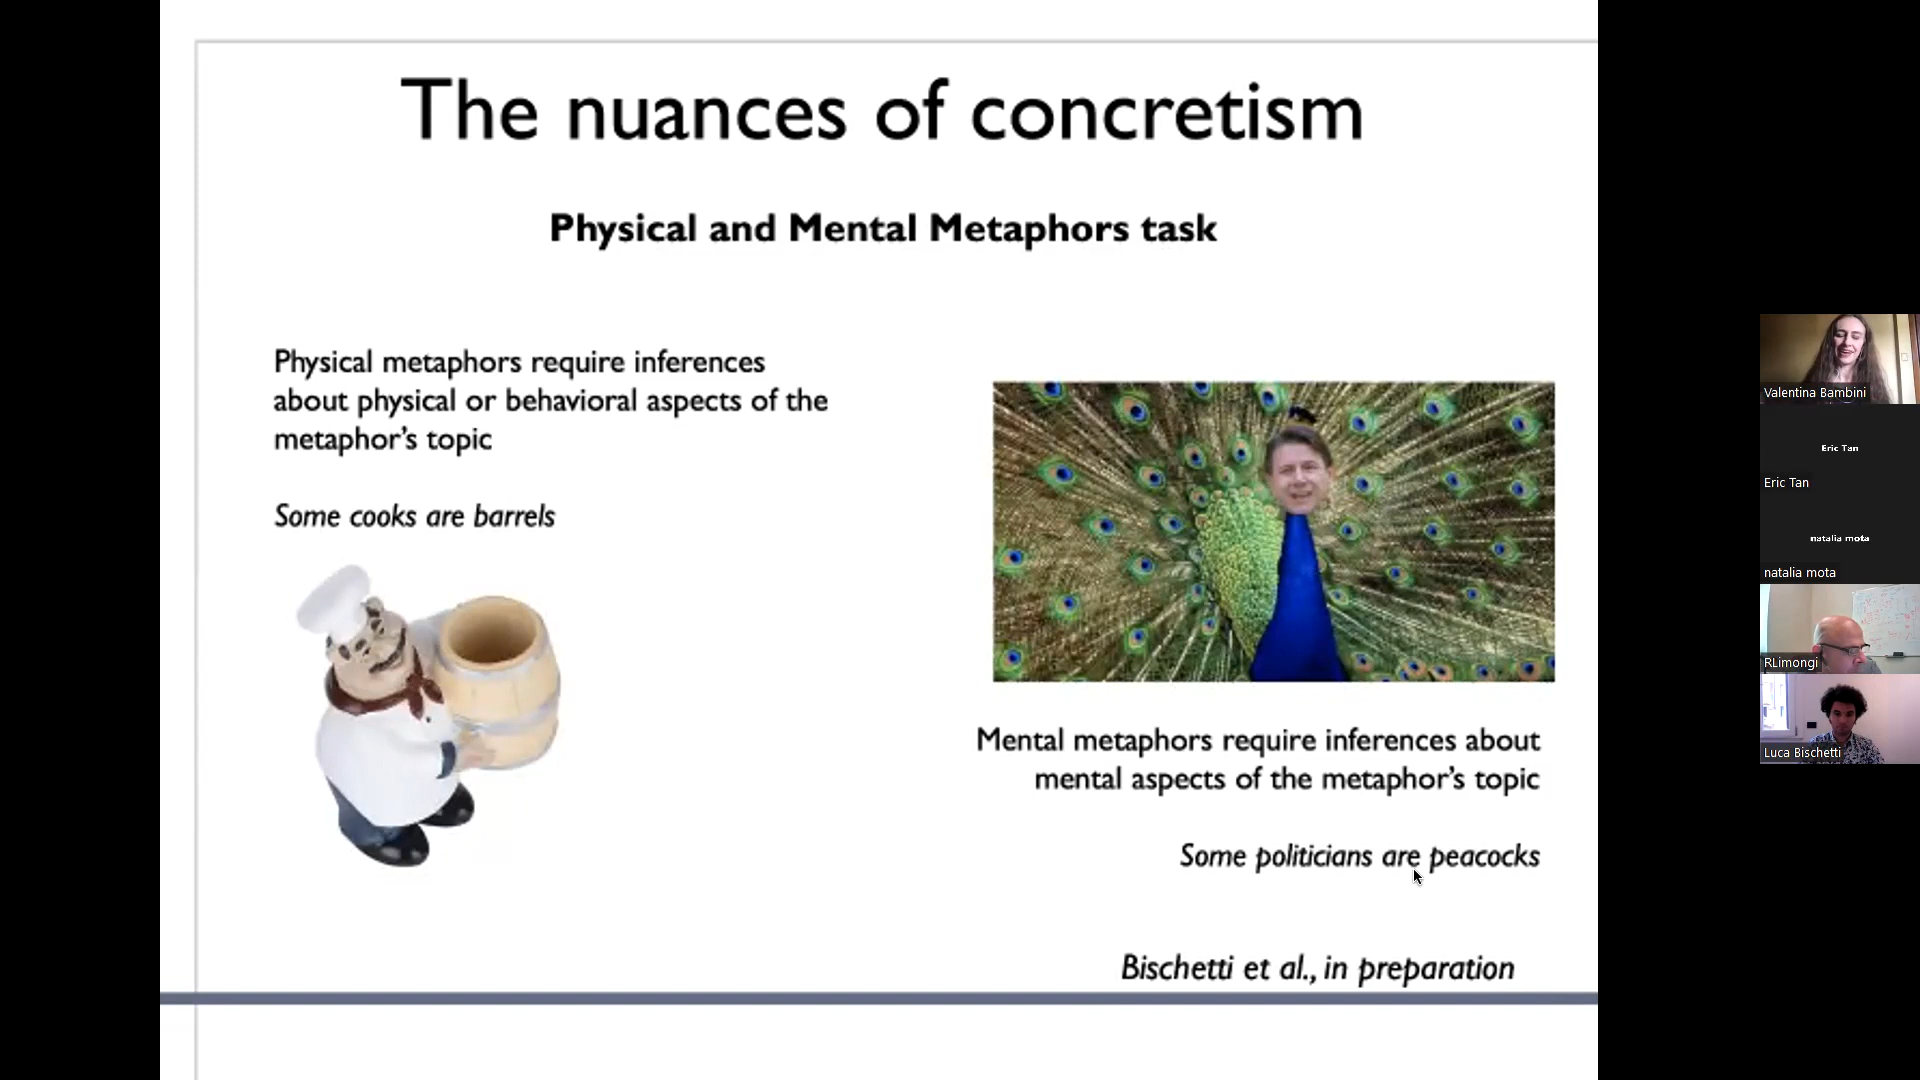 The nuances of concretism
Physical and Mental Metaphors task
Physical metaphors require inferences
about physical or behavioral aspects of the
metaphor's topic
Some cooks are barrels
Mental metaphors require inferences about
mental aspects of the metaphor's topic
Some politicians are peacocks
Bischetti et al., in preparation
Valentina Bambini
Eric Tan
Eric Tan
natalia mota
natalia mota
RLimongi
Luca Bischetti